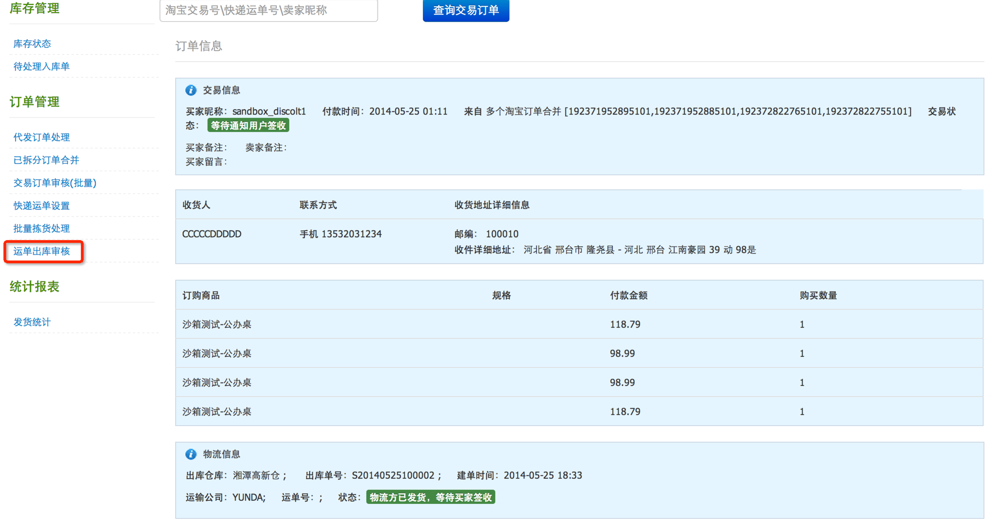 库存管理
库存状态
待处理入库单
订单管理
代发订单处理
已拆分订单合并
交易订单审核(批量)
快递运单设置
批量拣货处理
运单出库审核
统计报表
发货统计
淘宝交易号\快递运单号\卖家昵称 查询交易订单
订单信息
交易信息
买家昵称：sandbox_discolt1 付款时间：2014-05-25 01:11 来自 多个淘宝订单合并 [192371952895101,192371952885101,192372822765101,192372822755101] 交易状
态： 等待通知用户签收
买家备注： 卖家备注：
买家留言：
收货人 联系方式 收货地址详细信息
CCCCCDDDDD 手机 13532031234 邮编： 100010
收件详细地址： 河北省 邢台市 隆尧县 - 河北 邢台 江南豪园 39 动 98是
订购商品 规格 付款金额 购买数量
沙箱测试-公办桌 118.79 1
沙箱测试-公办桌 98.99 1
沙箱测试-公办桌 98.99 1
沙箱测试-公办桌 118.79 1
物流信息
出库仓库：湘潭高新仓； 出库单号：S20140525100002； 建单时间：2014-05-25 18:33
运输公司：YUNDA; 运单号：； 状态：物流方已发货，等待买家签收